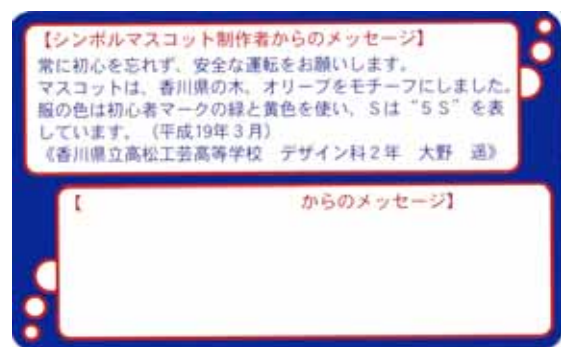 【シンボルマスコット制作者からのメッセージ】
常に初心を忘れず、安全な運転をお願いします。
マスコットは、香川県の木、オリーブをモチーフにしました。
服の色は初心者マークの緑と黄色を使い、Sは“5S”を表
しています。（平成19年3月）
《香川県立高松工芸高等学校　デザイン科2年　大野　遥》
【　　　　　　　　　からのメッセージ】